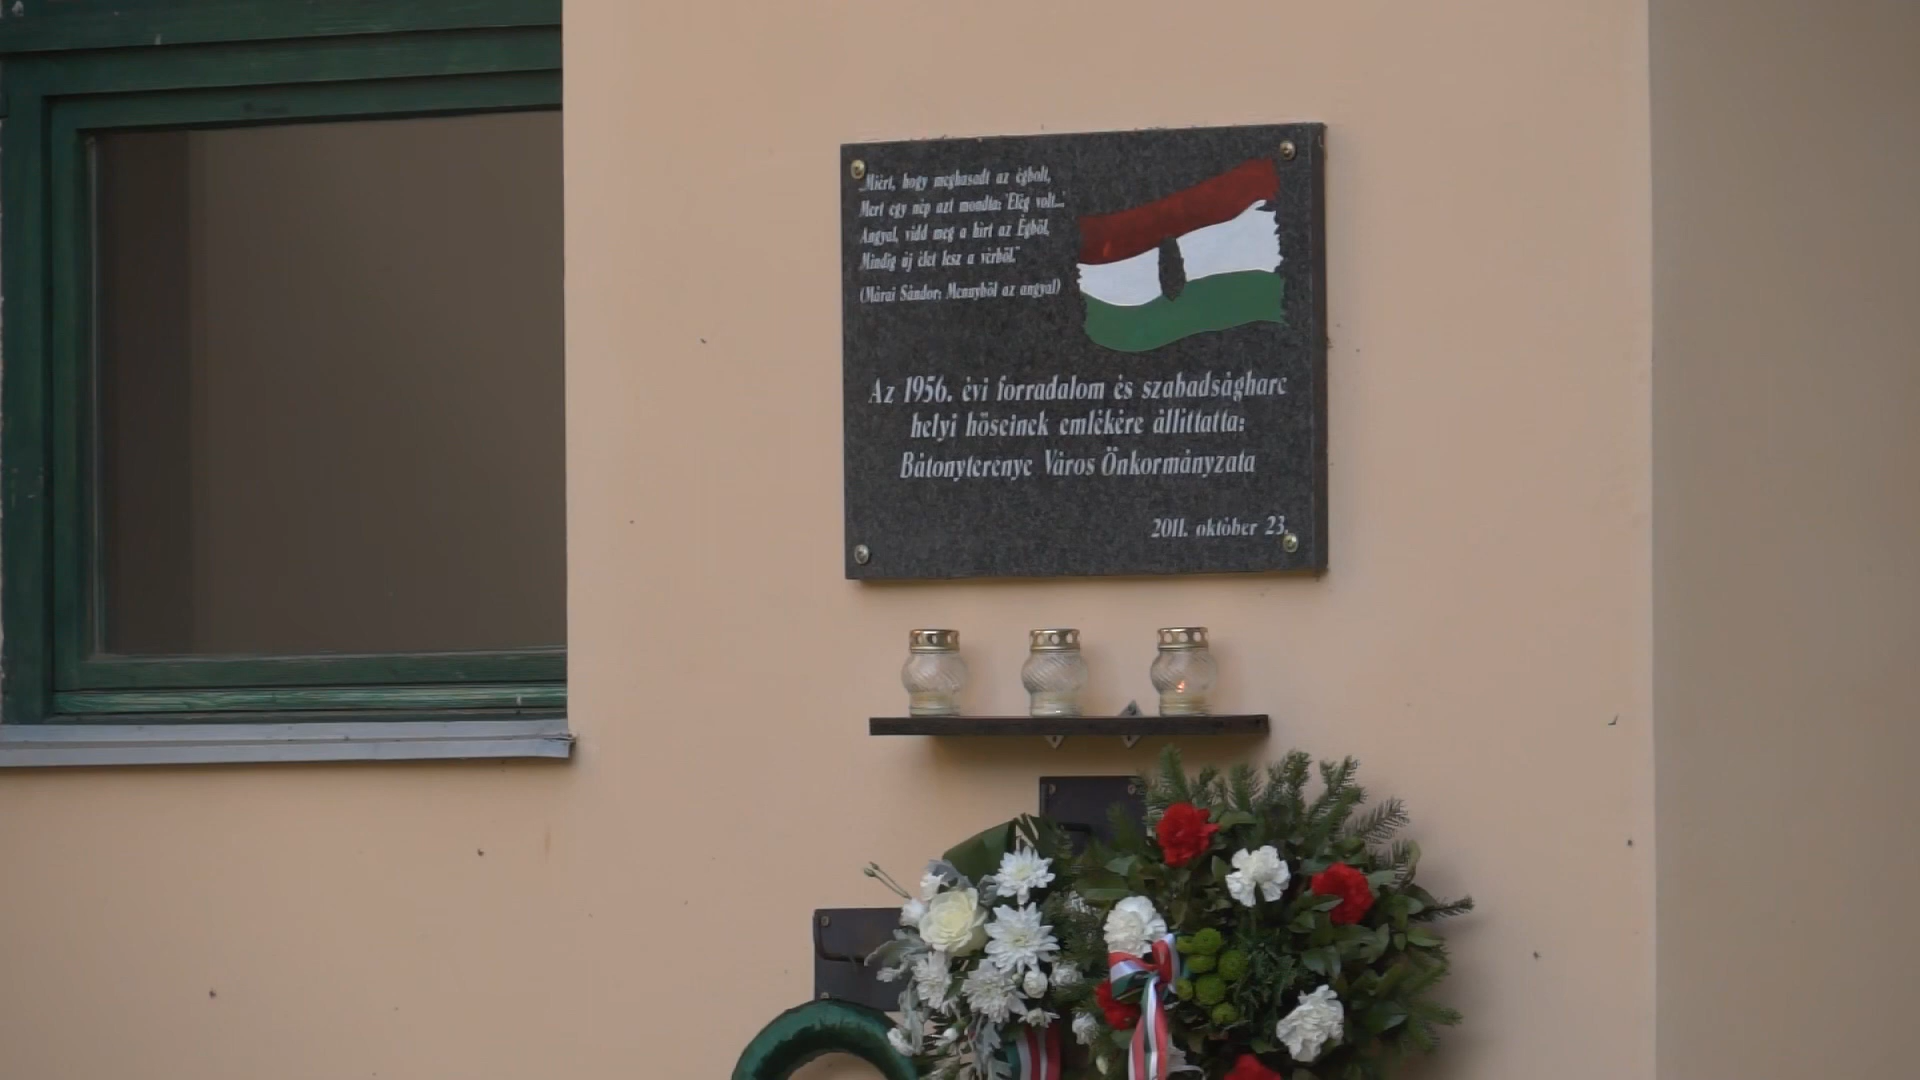 „Miért, hogy meghasadt az égbolt,
Mert egy nép azt mondta: 'Elég volt...'
Angyal, vidd meg a hírt az Égből,
Mindig új élet lesz a vérből."
(Márai Sándor: Mennyből az angyal)
Az 1956. évi forradalom és szabadságharc
helyi hőseinek emlékére állíttatta:
Bátonyterenye Város Önkormányzata
2011. október 23.